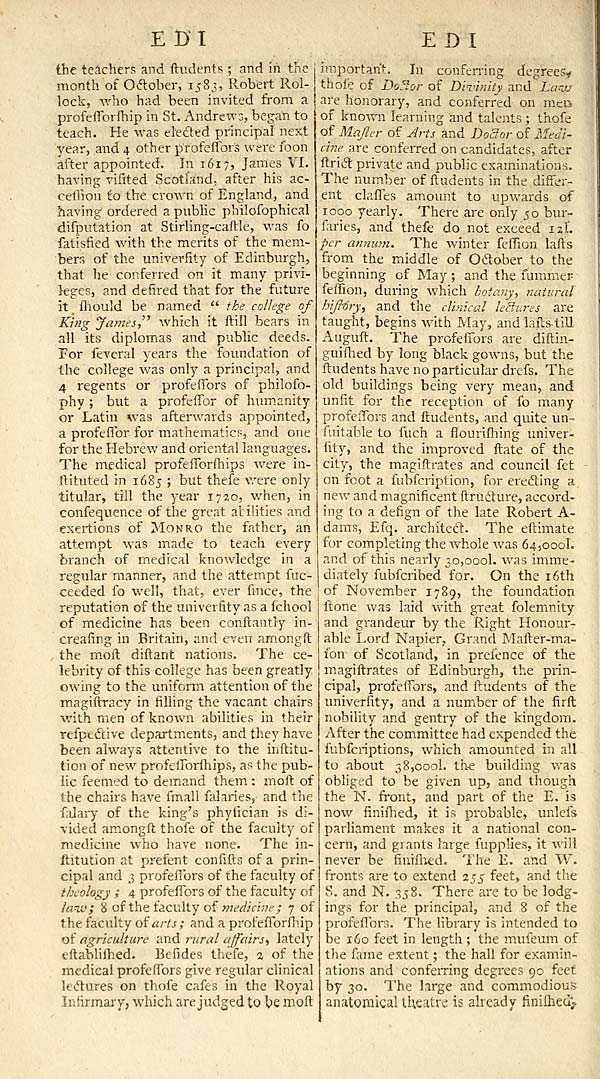 EDI
the teachers and ſtudents ; and in the
month of October, 1583, Robert Rol-
lock, who had been invited from a
profeſſorſhip in St. Andrews, began to
teach. He was elected principal next
year, and 4 other profeſſors were ſoon
after appointed. In 1617, James VI.
having viſited Scotland, after his ac-
ceſſion to the crown of England, and
having ordered a public philoſophical
diſputation at Stirling-caſtle, was ſo
ſatisfied with the merits of the mem-
bers of the univerſity of Edinburgh,
that he conferred on it many privi-
leges, and deſired that for the future
it ſhould be named “ the college of
King James,” which it ſtill bears in
all its diplomas and public deeds.
For ſeveral years the foundation of
the college was only a principal, and
4 regents or profeſſors of philoſo-
phy ; but a profeſſor of humanity
or Latin was afterwards appointed,
a profeſſor for mathematics, and one
for the Hebrew and oriental languages.
The medical profeſſorſhips were in-
ſtituted in 1685 ; but theſe were only
titular, till the year 1720, when, in
conſequence of the great abilities and
exertions of MONRO the father, an
attempt was made to teach every
branch of medical knowledge in a
regular manner, and the attempt ſuc-
ceeded ſo well, that, ever ſince, the
reputation of the univerſity as a ſchool
of medicine has been conſtantly in-
creaſing in Britain, and even amongſt
the moſt diſtant nations. The ce-
lebrity of this college has been greatly
owing to the uniform attention of the
magiſtracy in filling the vacant chairs
with men of known abilities in their
reſpective departments, and they have
been always attentive to the inſtitu-
tion of new profeſſorſhips, as the pub-
lic ſeemed to demand them : moſt of
the chairs have ſmall ſalaries, and the
ſalary of the king's phyſician is di-
vided amongſt thoſe of the faculty of
medicine who have none. The in-
ſtitution at preſent conſiſts of a prin-
cipal and 3 profeſſors of the faculty of
theology ; 4 profeſſors of the faculty of
law ; 8 of the faculty of medicine ; 7 of
the faculty of arts ; and a profeſſorſhip
of agriculture and rural affairs, lately
eſtabliſhed. Beſides theſe, 2 of the
medical profeſſors give regular clinical
lectures on thoſe caſes in the Royal
Infirmary, which are judged to be moſt
EDI
important. In conferring degrees,
thoſe of Doctor of Divinity and Law
are honorary, and conferred on men
of known learning and talents ; thoſe
of Maſter of Arts and Doctor of Medi-
cine are conferred on candidates, after
ſtrict private and public examinations.
The number of ſtudents in the differ-
ent claſſes amount to upwards of
1000 yearly. There are only 50 bur-
ſaries, and theſe do not exceed 12l.
per annum. The winter ſeſſion laſts
from the middle of October to the
beginning of May ; and the ſummer
ſeſſion, during which botany, natural
hiſtory, and the clinical lectures are
taught, begins with May, and laſts till
Auguſt. The profeſſors are diſtin-
guiſhed by long black gowns, but the
ſtudents have no particular dreſs. The
old buildings being very mean, and
unfit for the reception of ſo many
profeſſors and ſtudents, and quite un-
ſuitable to ſuch a flouriſhing univer-
ſity, and the improved ſtate of the
city, the magiſtrates and council ſet
on foot a ſubſcription, for erecting a
new and magnificent ſtructure, accord-
ing to a deſign of the late Robert A-
dams, Eſq. architect. The eſtimate
for completing the whole was 64,000l.
and of this nearly 30,000l. was imme-
diately ſubſcribed for. On the 16th
of November 1789, the foundation
ſtone was laid with great ſolemnity
and grandeur by the Right Honour-
able Lord Napier, Grand Maſter-ma-
ſon of Scotland, in preſence of the
magiſtrates of Edinburgh, the prin-
cipal, profeſſors, and ſtudents of the
univerſity, and a number of the firſt
nobility and gentry of the kingdom.
After the committee had expended the
ſubſcriptions, which amounted in all
to about 38,000l. the building was
obliged to be given up, and though
the N. front, and part of the E. is
now finiſhed, it is probable, unleſs
parliament makes it a national con-
cern, and grants large ſupplies, it will
never be finiſhed. The E. and W.
fronts are to extend 255 feet, and the
S. and N. 358. There are to be lodg-
ings for the principal, and 8 of the
profeſſors. The library is intended to
be 160 feet in length ; the muſeum of
the ſame extent ; the hall for examin-
ations and conferring degrees 90 feet
by 30. The large and commodious
anatomical theatre is already finiſhed,